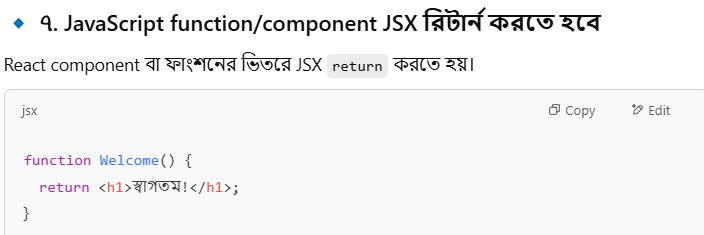 ৭. JavaScript function/component JSX রিটার্ন করতে হবে
React component বা ফাংশনের ভিতরে JSX return করতে হয়।
jsx Copy Edit
function Welcome() {
return <h1>স্বাগতম!</h1>;
}